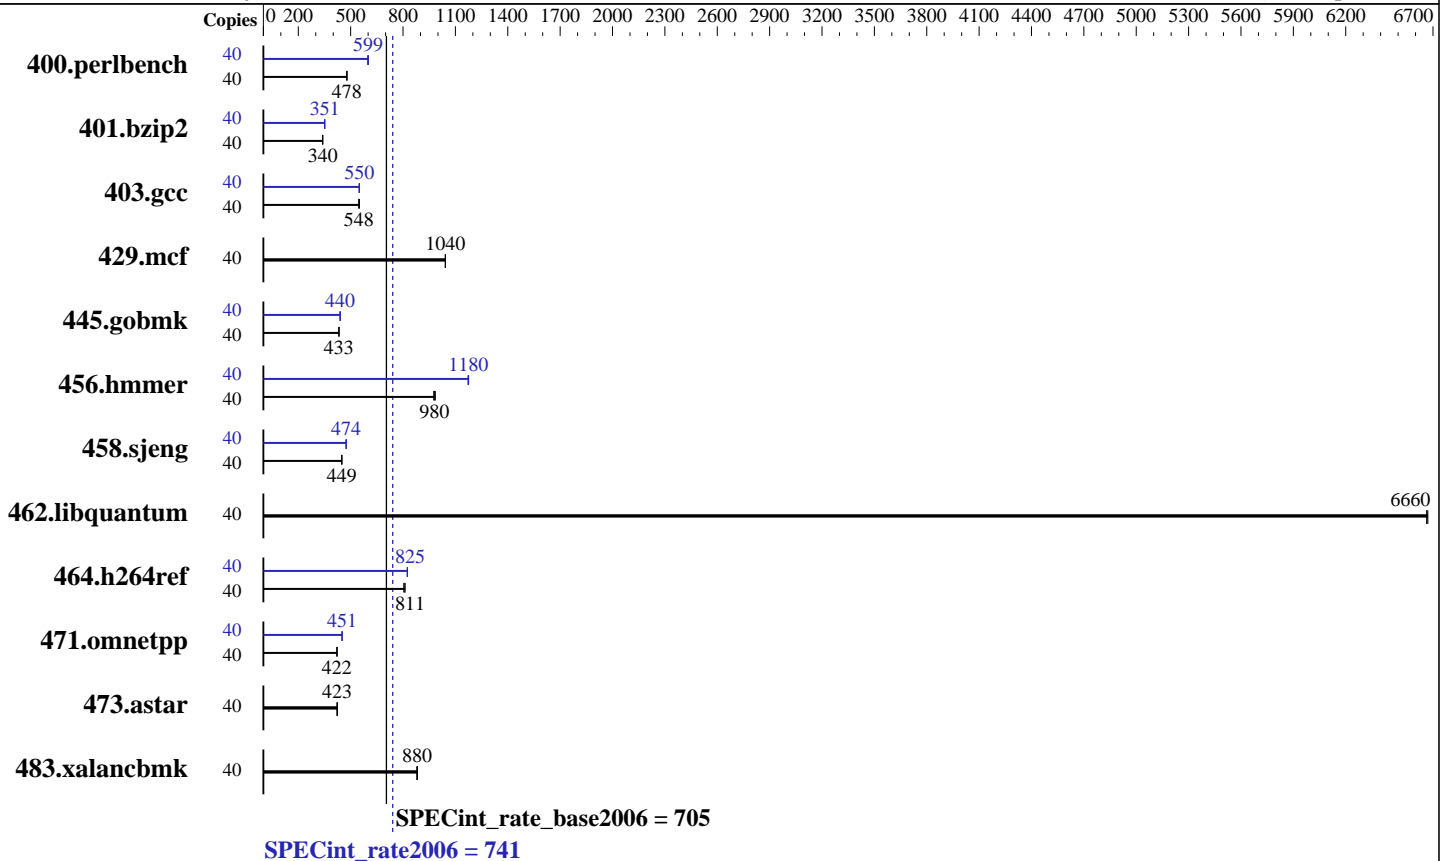 Copies 0 200 500 800 1100 1400 1700 2000 2300 2600 2900 3200 3500 3800 4100 4400 4700 5000 5300 5600 5900 6200 6700
400.perlbench 40 599
40 478
401.bzip2 40 351
40 340
403.gcc 40 550
40 548
429.mcf 40 1040
445.gobmk 40 440
40 433
456.hmmer 40 1180
40 980
458.sjeng 40 474
40 449
462.libquantum 40 6660
464.h264ref 40 825
40 811
471.omnetpp 40 451
40 422
473.astar 40 423
483.xalancbmk 40 880
SPECint_rate_base2006 = 705
SPECint_rate2006 = 741